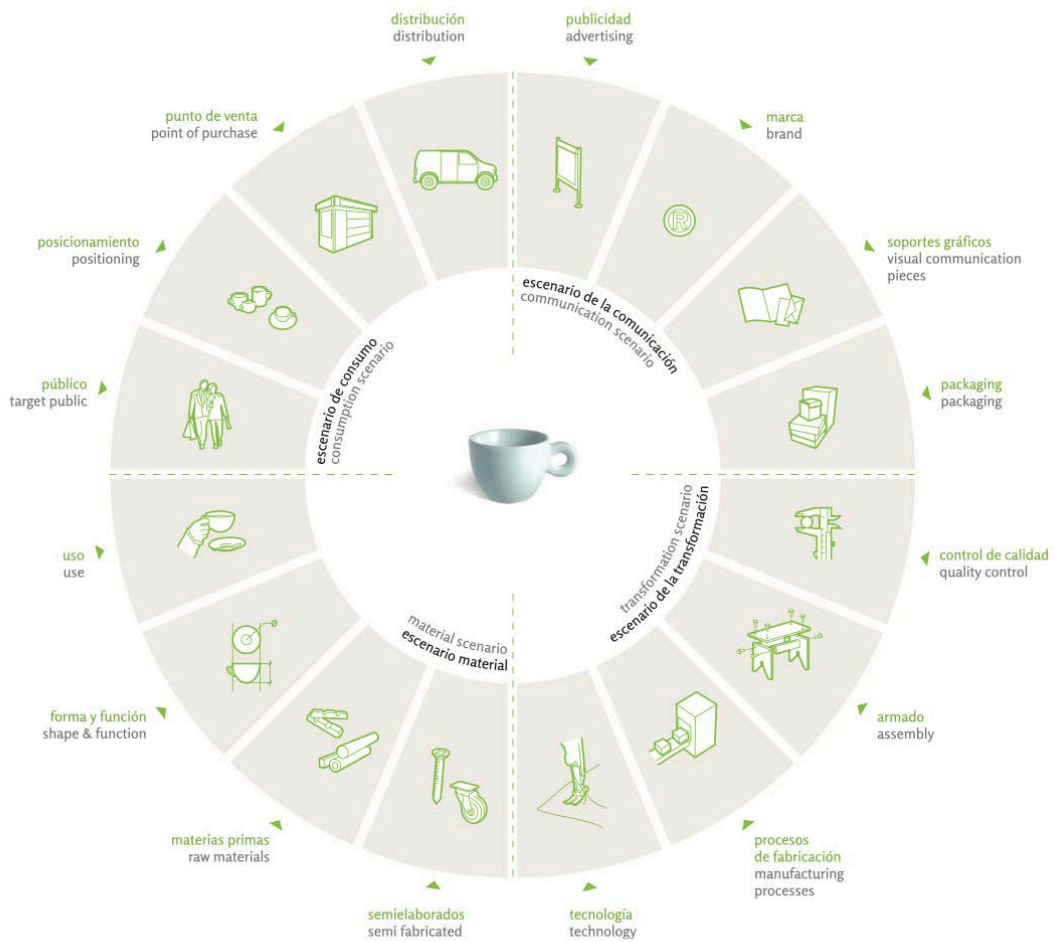 distribución
distribution
publicidad
advertising
punto de venta
point of purchase
marca
brand
posicionamiento
positioning
soportes gráficos
visual communication
pieces
escenario de la comunicación
communication scenario
escenario de consumo
consumption scenario
público
target public
packaging
packaging
uso
use
transformation scenario
escenario de la transformación
control de calidad
quality control
material scenario
escenario material
forma y función
shape & function
armado
assembly
materias primas
raw materials
procesos
de fabricación
manufacturing
processes
semielaborados
semi fabricated
tecnología
technology
R